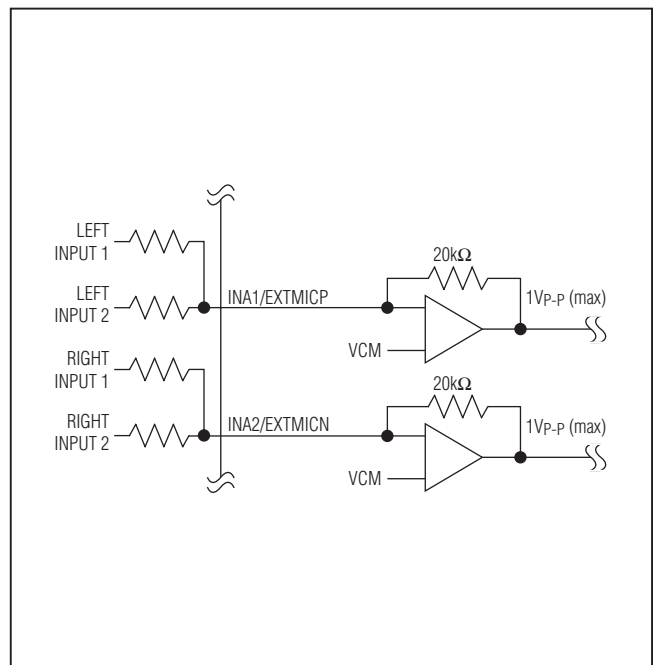 LEFT
INPUT 1
LEFT
INPUT 2
INA1/EXTMICP
20kΩ
1VP-P (max)
VCM
RIGHT
INPUT 1
RIGHT
INPUT 2
INA2/EXTMICN
20kΩ
1VP-P (max)
VCM